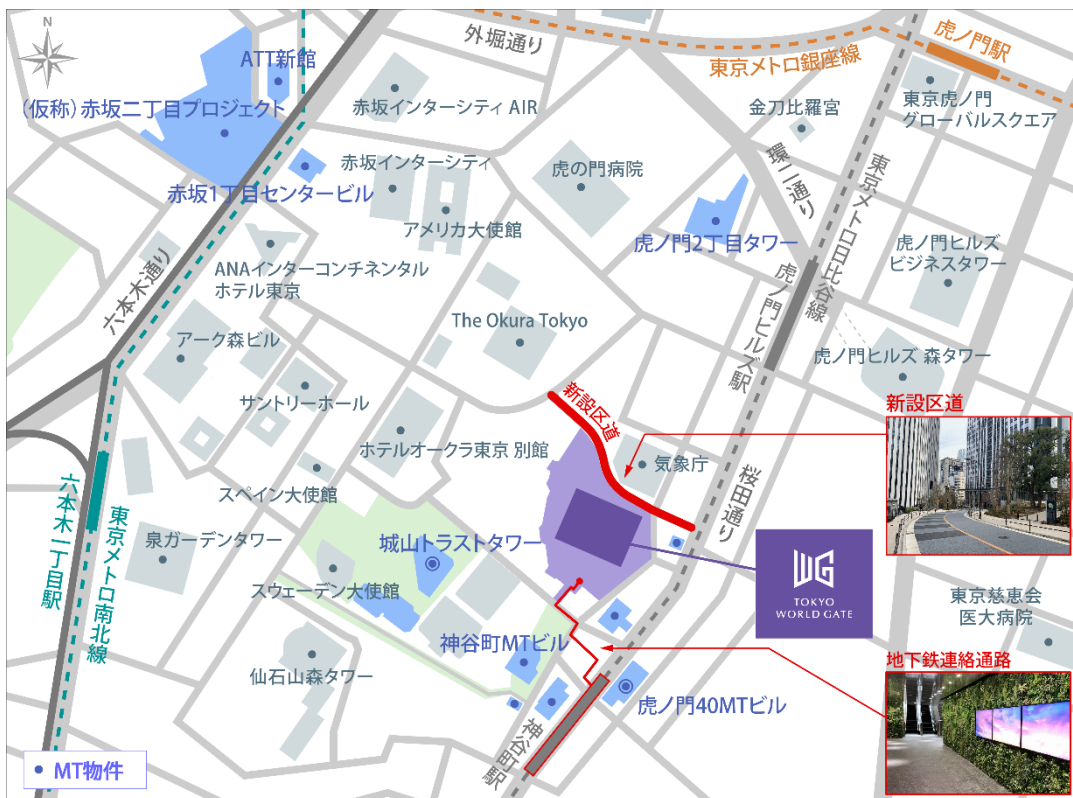 N
外堀通り
虎ノ門駅
東京メトロ銀座線
ATT新館
(仮称)赤坂二丁目プロジェクト
赤坂インターシティ AIR
金刀比羅宮
東京虎ノ門
グローバルスクエア
赤坂インターシティ
虎の門病院
環二通り
東京メトロ日比谷線
赤坂1丁目センタービル
アメリカ大使館
虎ノ門2丁目タワー
虎ノ門ヒルズ
ビジネスタワー
六本木通り
ANAインターコンチネンタル
ホテル東京
虎ノ門ヒルズ駅
アーク森ビル
The Okura Tokyo
虎ノ門ヒルズ 森タワー
サントリーホール
新設区道
新設区道
ホテルオークラ東京 別館
気象庁
桜田通り
スペイン大使館
六本木一丁目駅
東京メトロ南北線
泉ガーデンタワー
城山トラストタワー
WG
TOKYO
WORLD GATE
スウェーデン大使館
東京慈恵会
医大病院
神谷町MTビル
地下鉄連絡通路
仙石山森タワー
虎ノ門40MTビル
神谷町駅
MT物件